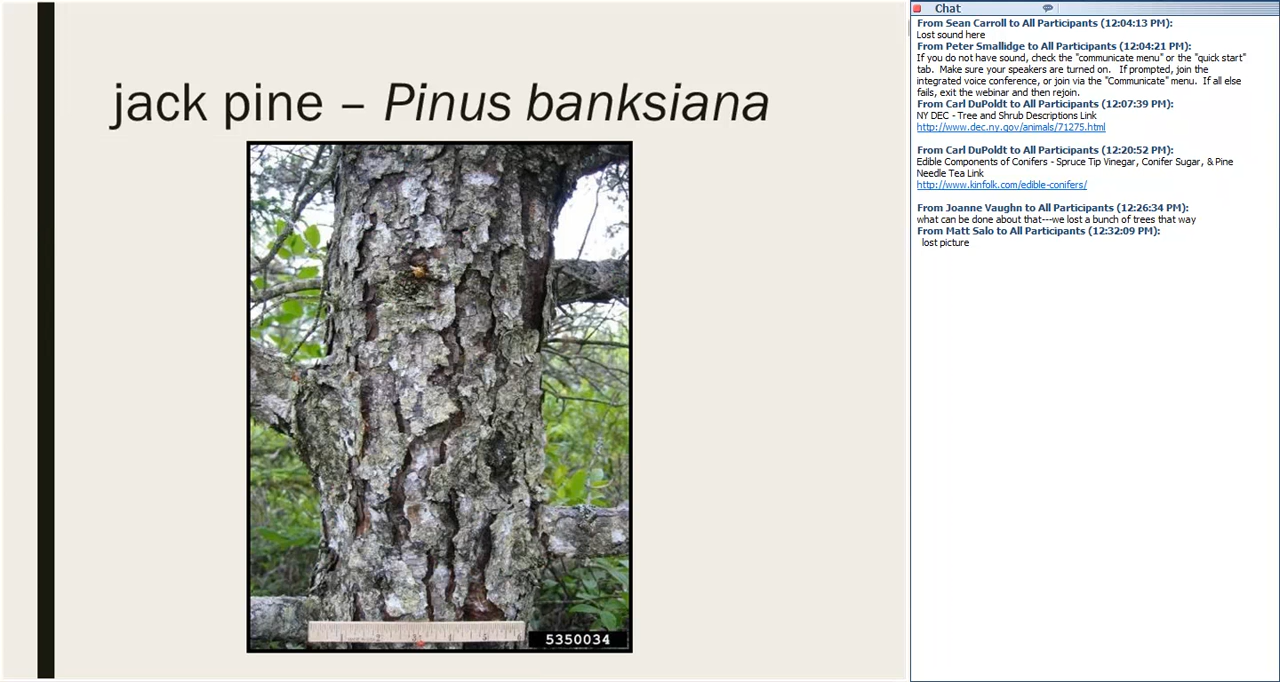 jack pine – Pinus banksiana
5350034
Chat
From Sean Carroll to All Participants (12:04:13 PM):
Lost sound here
From Peter Smallidge to All Participants (12:04:21 PM):
If you do not have sound, check the "communicate menu" or the "quick start"
tab.  Make sure your speakers are turned on.   If prompted, join the
integrated voice conference, or join via the "Communicate" menu.  If all else
fails, exit the webinar and then rejoin.
From Carl DuPoldt to All Participants (12:07:39 PM):
NY DEC - Tree and Shrub Descriptions Link
http://www.dec.ny.gov/animals/71275.html
From Carl DuPoldt to All Participants (12:20:52 PM):
Edible Components of Conifers - Spruce Tip Vinegar, Conifer Sugar, & Pine
Needle Tea Link
http://www.kinfolk.com/edible-conifers/
From Joanne Vaughn to All Participants (12:26:34 PM):
what can be done about that---we lost a bunch of trees that way
From Matt Salo to All Participants (12:32:09 PM):
lost picture